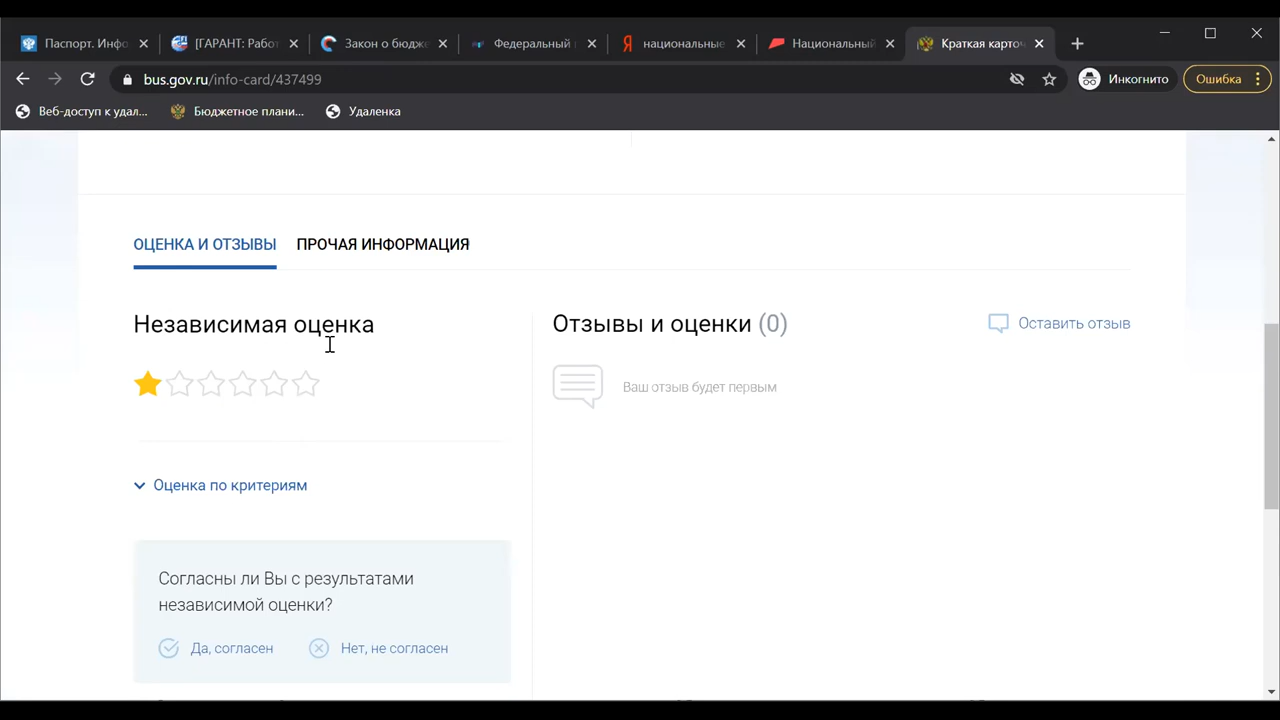 Паспорт. Инфо
[ГАРАНТ: Работ
Закон о бюдже
Федеральный
национальные
Национальный
Краткая карточ
bus.gov.ru/info-card/437499
Инкогнито
Ошибка
Веб-доступ к удал...
Бюджетное плани...
Удаленка
ОЦЕНКА И ОТЗЫВЫ
ПРОЧАЯ ИНФОРМАЦИЯ
Независимая оценка
Отзывы и оценки (0)
Оставить отзыв
Ваш отзыв будет первым
Оценка по критериям
Согласны ли Вы с результатами
независимой оценки?
Да, согласен
Нет, не согласен